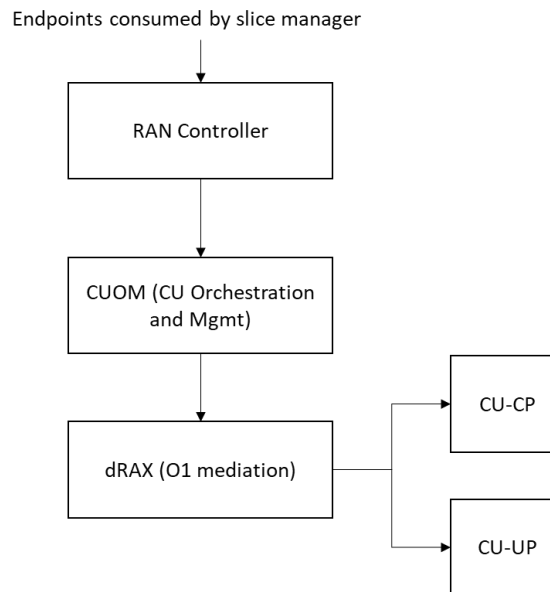 Endpoints consumed by slice manager
RAN Controller
CUOM (CU Orchestration
and Mgmt)
CU-CP
dRAX (O1 mediation)
CU-UP